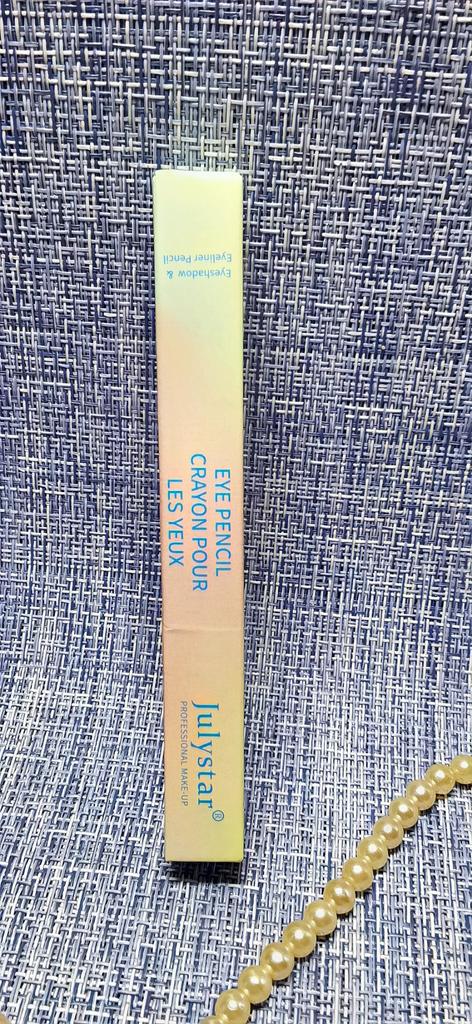 Eyeshadow &
Eyeliner Pencil
EYE PENCIL
CRAYON POUR
LES YEUX
Julystar®
PROFESSIONAL MAKE-UP